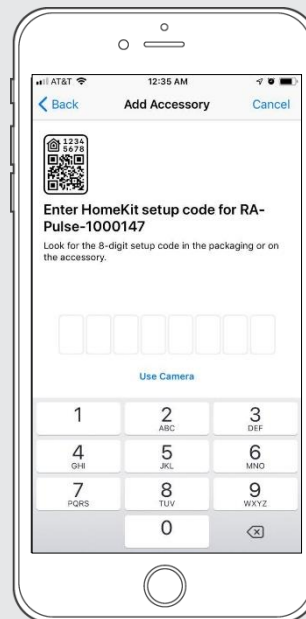 AT&T 12:35 AM
Back Add Accessory Cancel
1234
5678
Enter HomeKit setup code for RA-
Pulse-1000147
Look for the 8-digit setup code in the packaging or on
the accessory.
Use Camera
1 2 3
ABC DEF
4 5 6
GHI JKL MNO
7 8 9
PQRS TUV WXYZ
0